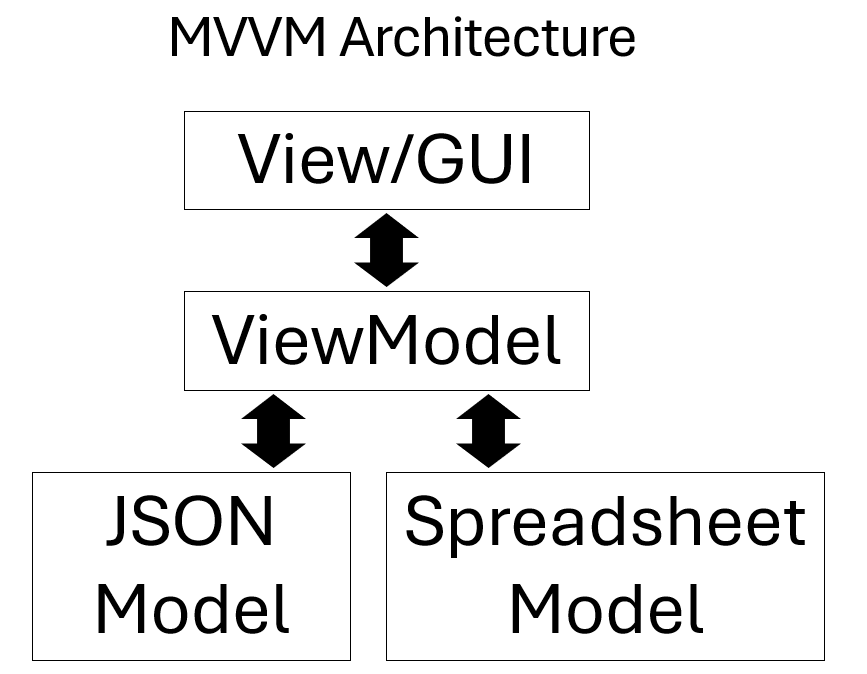 MVVM Architecture
View/GUI
ViewModel
JSON
Model
Spreadsheet
Model